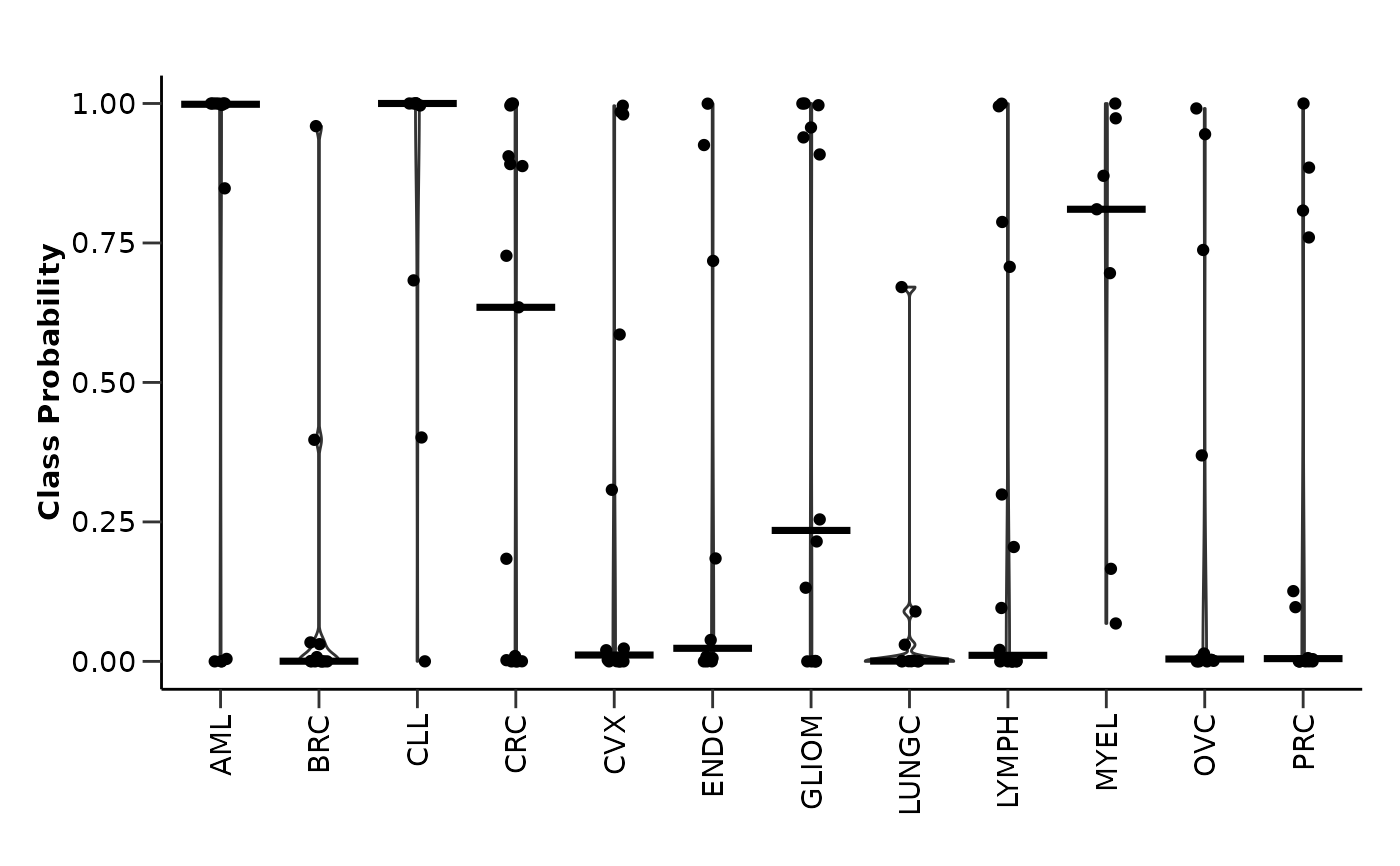 Class Probability
1.00
0.75
0.50
0.25
0.00
AML
BRC
CLL
CRC
CVX
ENDC
GLIOM
LUNGC
LYMPH
MYEL
OVC
PRC